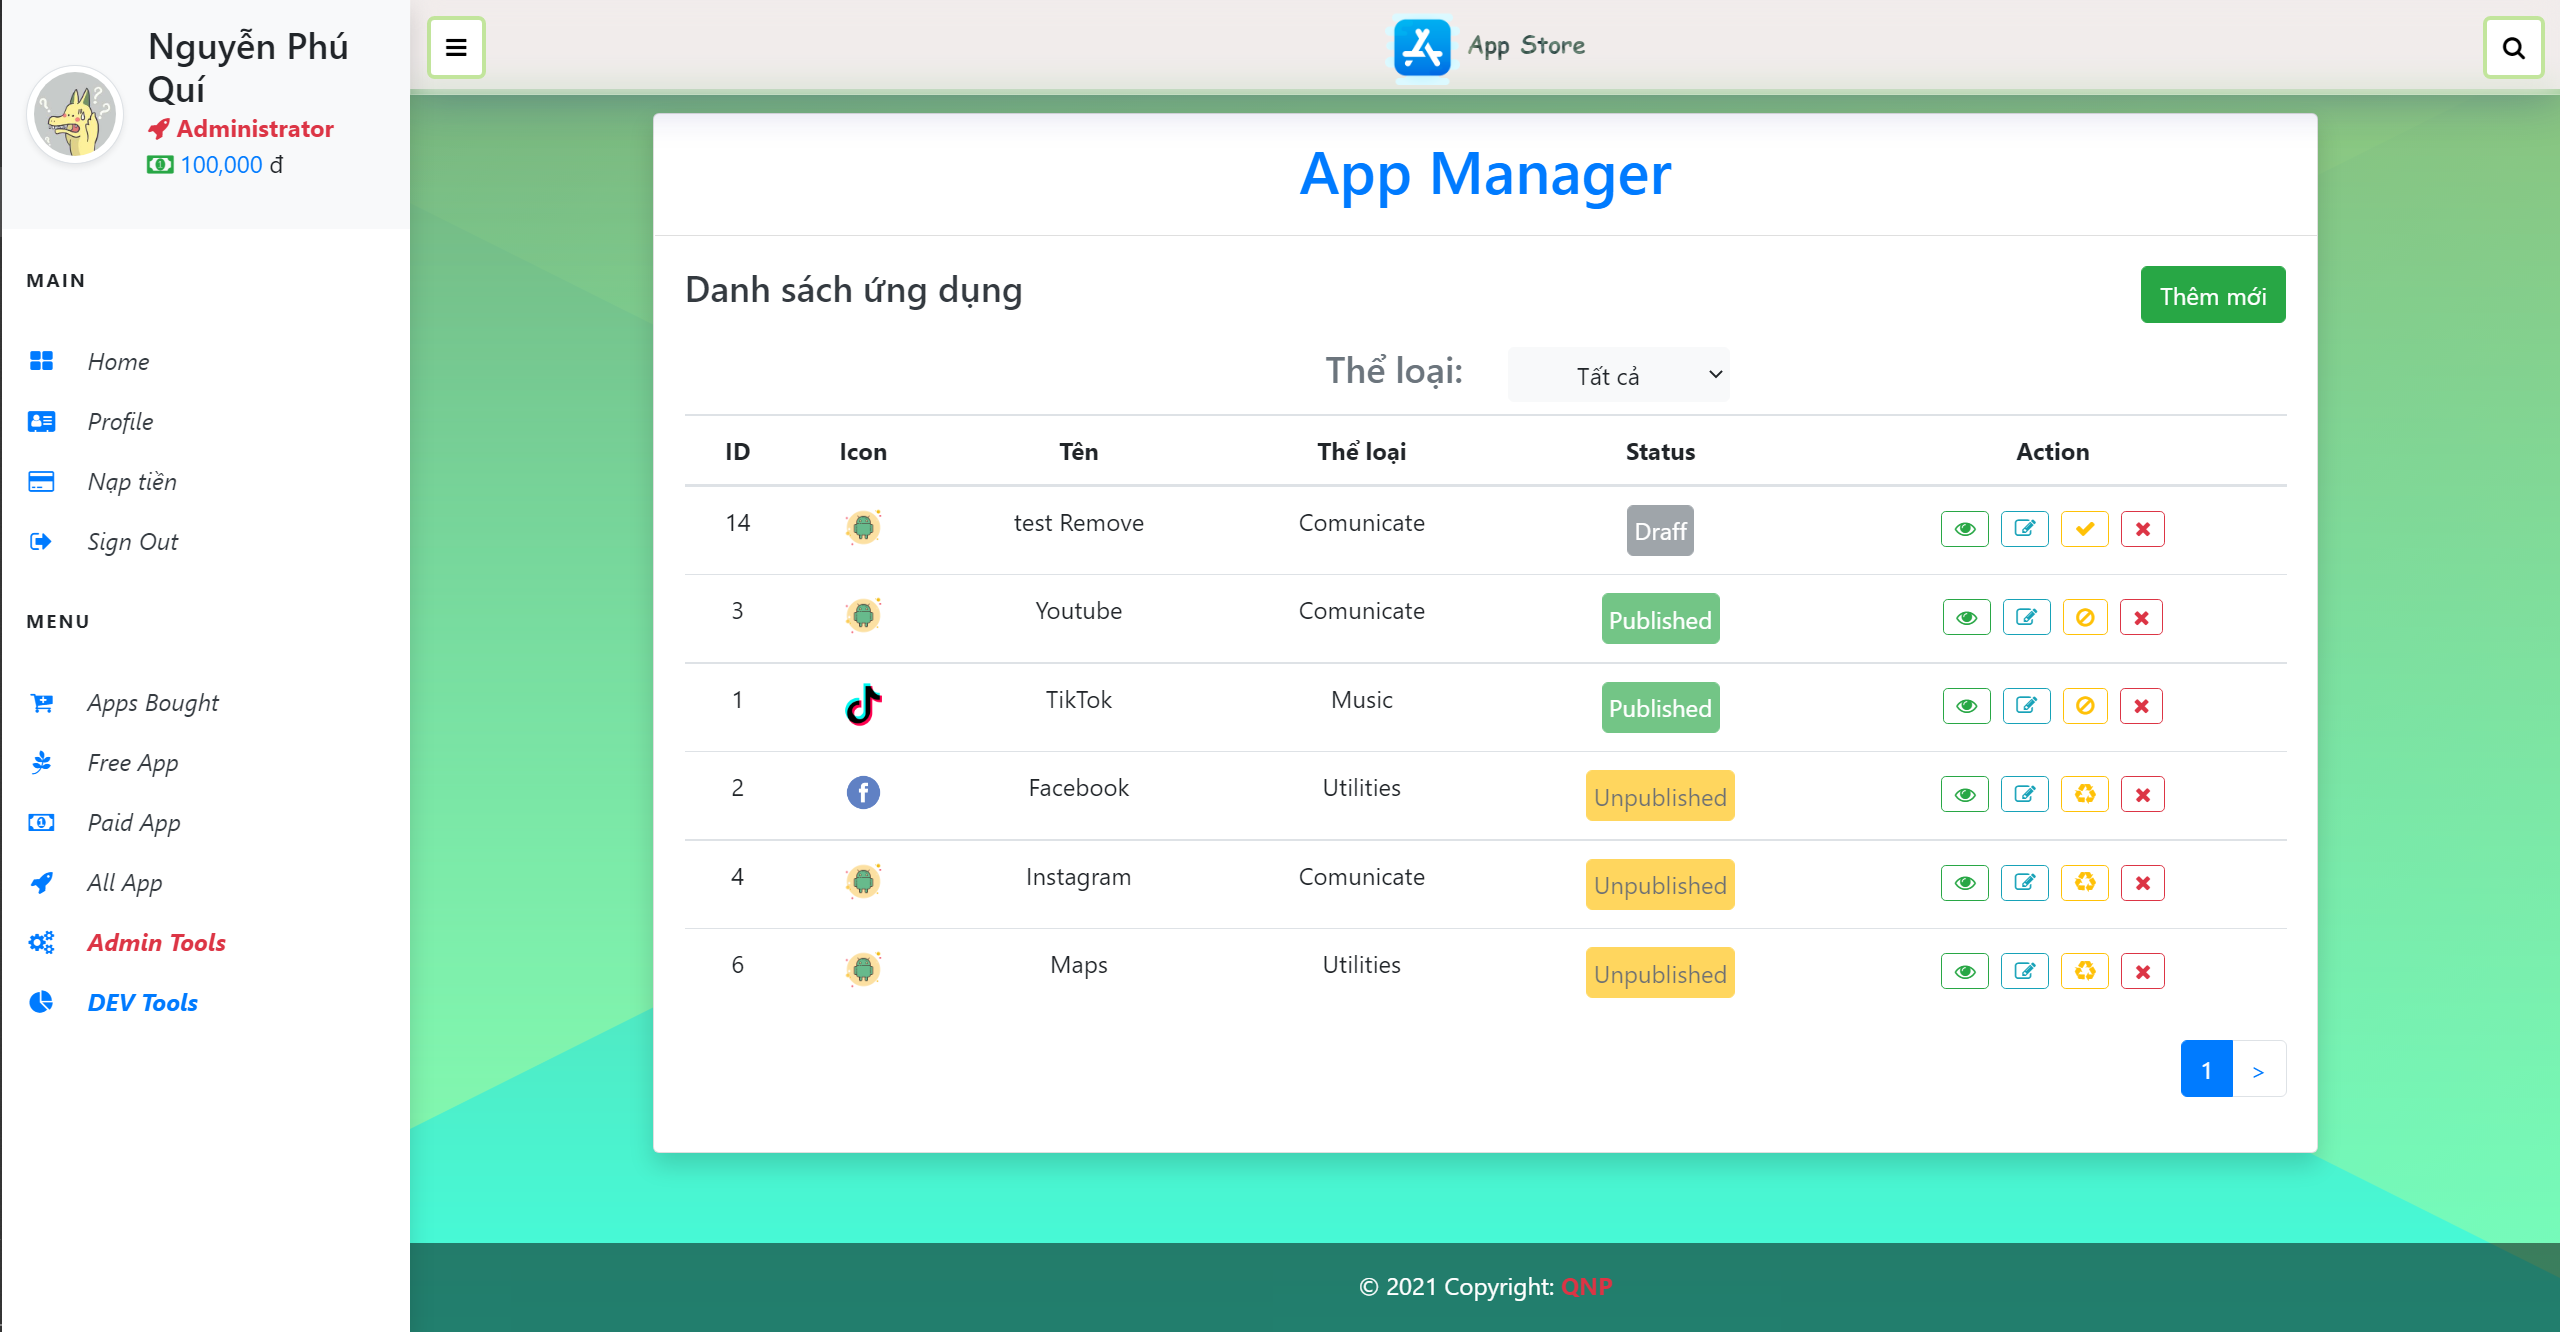 Nguyễn Phú
Quí
Administrator
100,000 đ
MAIN
Home
Profile
Nạp tiền
Sign Out
MENU
Apps Bought
Free App
Paid App
All App
Admin Tools
DEV Tools
App Store
App Manager
Danh sách ứng dụng
Thêm mới
Thể loại: Tất cả
ID Icon Tên Thể loại Status Action
14 test Remove Comunicate Draff
3 Youtube Comunicate Published
1 TikTok Music Published
2 Facebook Utilities Unpublished
4 Instagram Comunicate Unpublished
6 Maps Utilities Unpublished
1 >
© 2021 Copyright: QNP